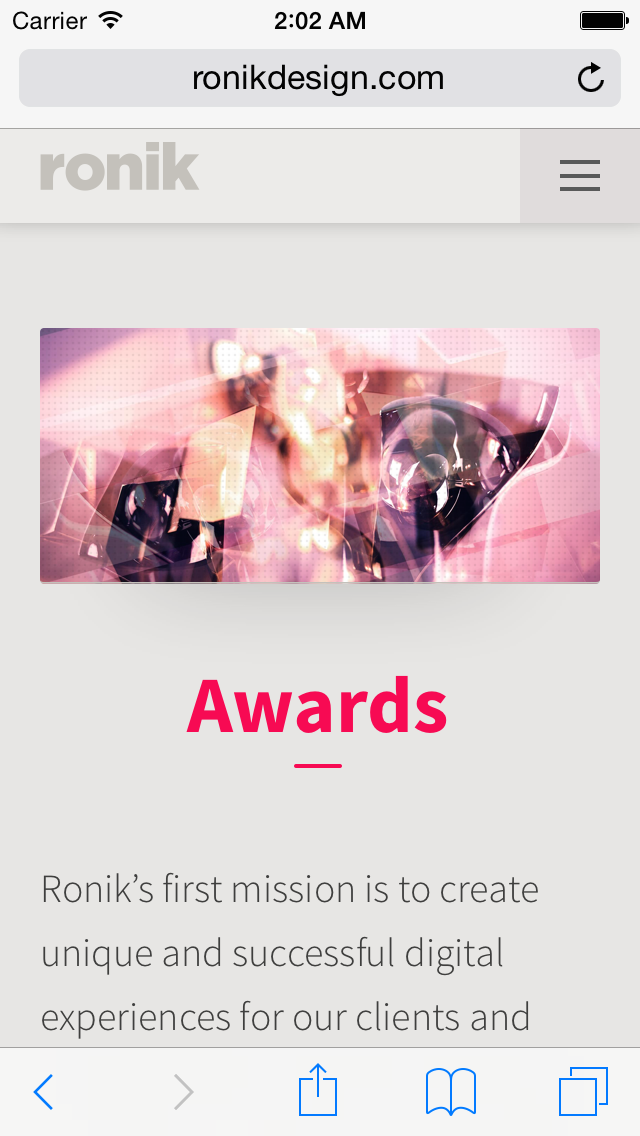 Carrier 2:02 AM
ronikdesign.com
ronik
Awards
Ronik’s first mission is to create
unique and successful digital
experiences for our clients and